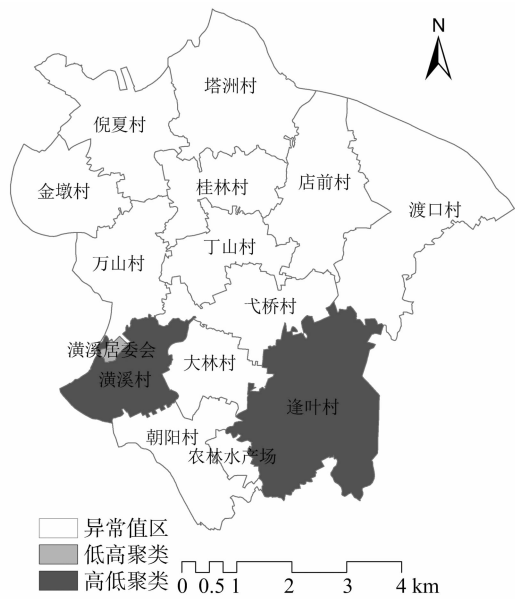 N
塔洲村
倪夏村
金墩村
桂林村
店前村
渡口村
丁山村
万山村
弋桥村
潢溪居委会
潢溪村
大林村
逢叶村
朝阳村
农林水产场
异常值区
低高聚类
高低聚类
0 0.5 1 2 3 4 km